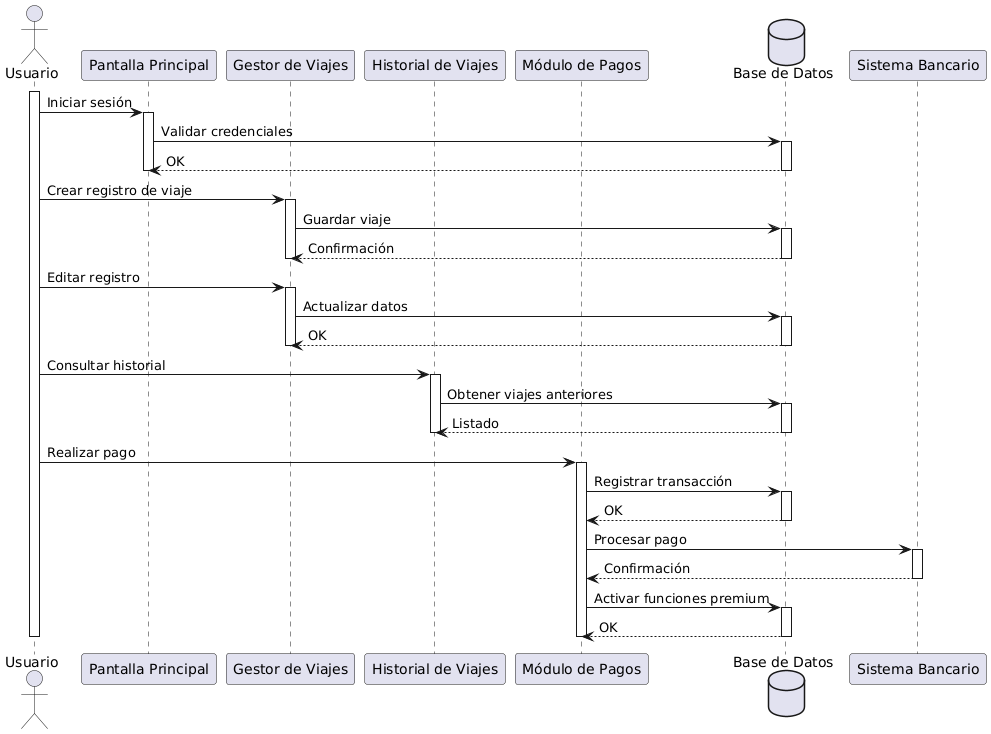 Usuario
Pantalla Principal
Gestor de Viajes
Historial de Viajes
Módulo de Pagos
Base de Datos
Sistema Bancario
Iniciar sesión
Validar credenciales
OK
Crear registro de viaje
Guardar viaje
Confirmación
Editar registro
Actualizar datos
OK
Consultar historial
Obtener viajes anteriores
Listado
Realizar pago
Registrar transacción
OK
Procesar pago
Confirmación
Activar funciones premium
OK
Usuario
Pantalla Principal
Gestor de Viajes
Historial de Viajes
Módulo de Pagos
Base de Datos
Sistema Bancario